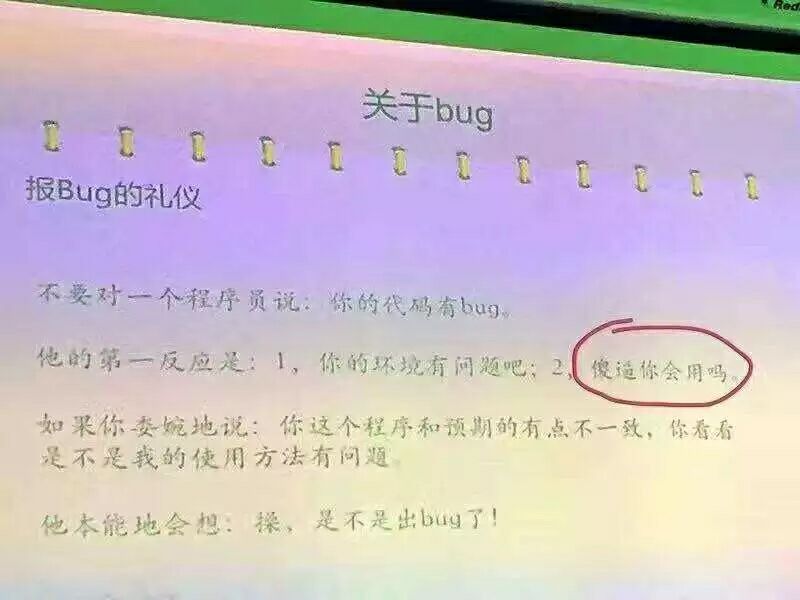 Red
关于bug
报Bug的礼仪
不要对一个程序员说：你的代码有bug。
他的第一反应是：1，你的环境有问题吧；2，傻逼你会用吗。
如果你委婉地说：你这个程序和预期的有点不一致，你看看
是不是我的使用方法有问题
他本能地会想：操、是不是出bug了！